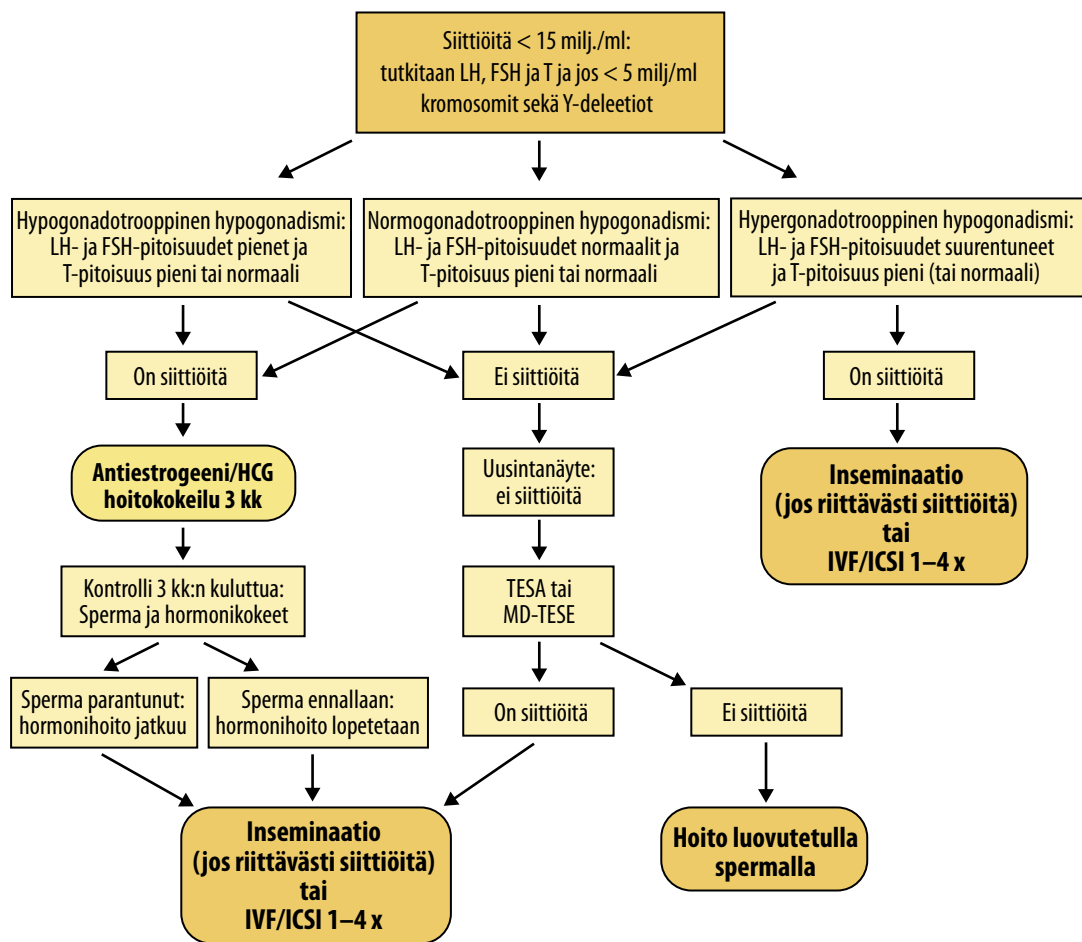 Siittiöitä < 15 milj./ml:
tutkitaan LH, FSH ja T ja jos < 5 milj/ml
kromosomit sekä Y-deleetiot
Hypogonadotrooppinen hypogonadismi:
LH- ja FSH-pitoisuudet pienet ja
T-pitoisuus pieni tai normaali
Normogonadotrooppinen hypogonadismi:
LH- ja FSH-pitoisuudet normaalit ja
T-pitoisuus pieni tai normaali
Hypergonadotrooppinen hypogonadismi:
LH- ja FSH-pitoisuudet suurentuneet
ja T-pitoisuus pieni (tai normaali)
On siittiöitä
Ei siittiöitä
On siittiöitä
Antiestrogeeni/HCG
hoitokokeilu 3 kk
Uusintanäyte:
ei siittiöitä
Inseminaatio
(jos riittävästi siittiöitä)
tai
IVF/ICSI 1–4 x
Kontrolli 3 kk:n kuluttua:
Sperma ja hormonikokeet
TESA tai
MD-TESE
Sperma parantunut:
hormonihoito jatkuu
Sperma ennallaan:
hormonihoito lopetetaan
On siittiöitä
Ei siittiöitä
Inseminaatio
(jos riittävästi siittiöitä)
tai
IVF/ICSI 1–4 x
Hoito luovutetulla
spermalla